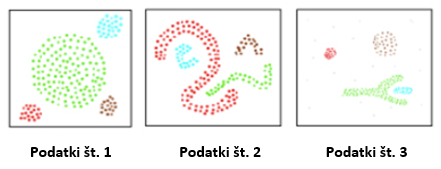 Podatki št. 1
Podatki št. 2
Podatki št. 3